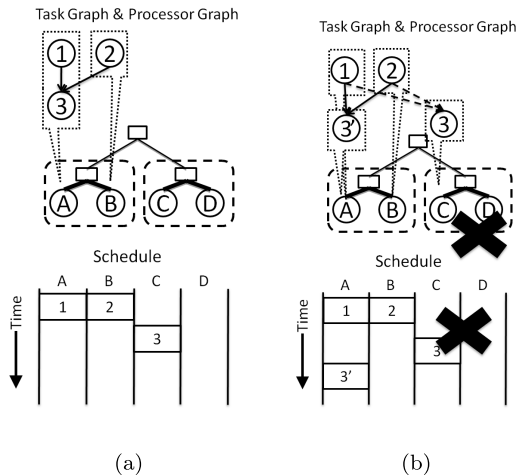 Task Graph & Processor Graph
1 2
3
A B C D
Schedule
A B C D
Time
1 2
3
(a)
Task Graph & Processor Graph
1 2
3′ 3
A B C D
Schedule
A B C D
Time
1 2
3
3′
(b)